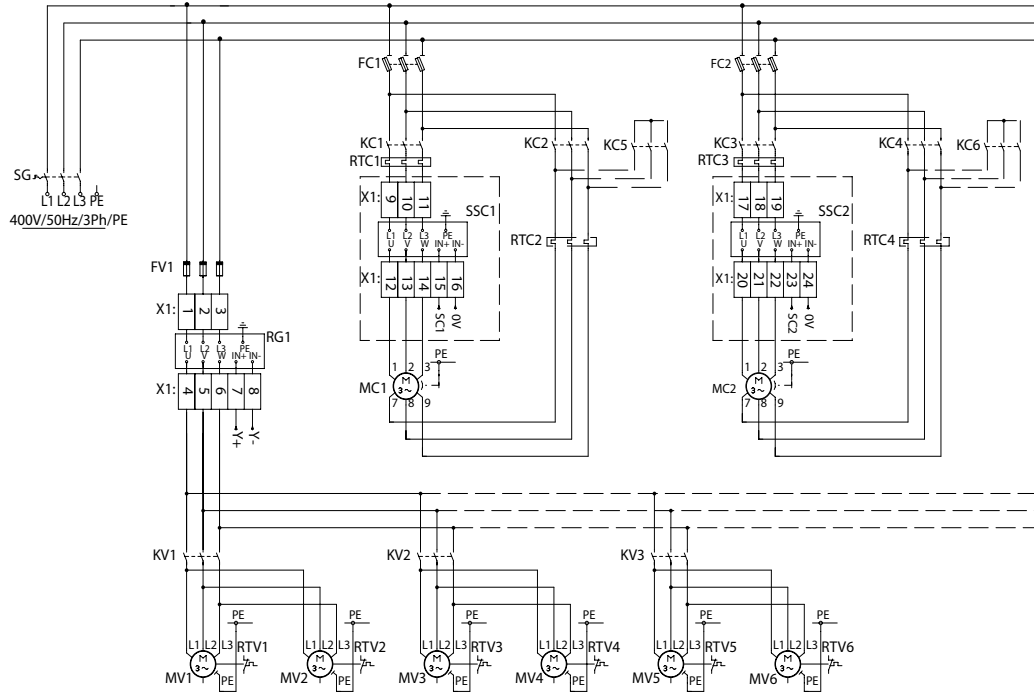 FC1
FC2
KC1
KC2
KC5
KC3
KC4
KC6
RTC1
RTC3
SG
L1 L2 L3 PE
400V/50Hz/3Ph/PE
X1: 9 10 11
SSC1
L1 L2 L3 PE
U V W IN+ IN-
X1: 12 13 14 15 16
SC1 0V
RTC2
X1: 17 18 19
SSC2
L1 L2 L3 PE
U V W IN+ IN-
X1: 20 21 22 23 24
SC2 0V
RTC4
FV1
X1: 1 2 3
RG1
L1 L2 L3 PE
U V W IN+ IN-
X1: 4 5 6 7 8
Y+ Y-
PE
1 2 3
MC1 M 3~
7 8 9
PE
1 2 3
MC2 M 3~
7 8 9
KV1
KV2
KV3
PE
L1 L2 L3 RTV1
M 3~
MV1 PE
PE
L1 L2 L3 RTV2
M 3~
MV2 PE
PE
L1 L2 L3 RTV3
M 3~
MV3 PE
PE
L1 L2 L3 RTV4
M 3~
MV4 PE
PE
L1 L2 L3 RTV5
M 3~
MV5 PE
PE
L1 L2 L3 RTV6
M 3~
MV6 PE